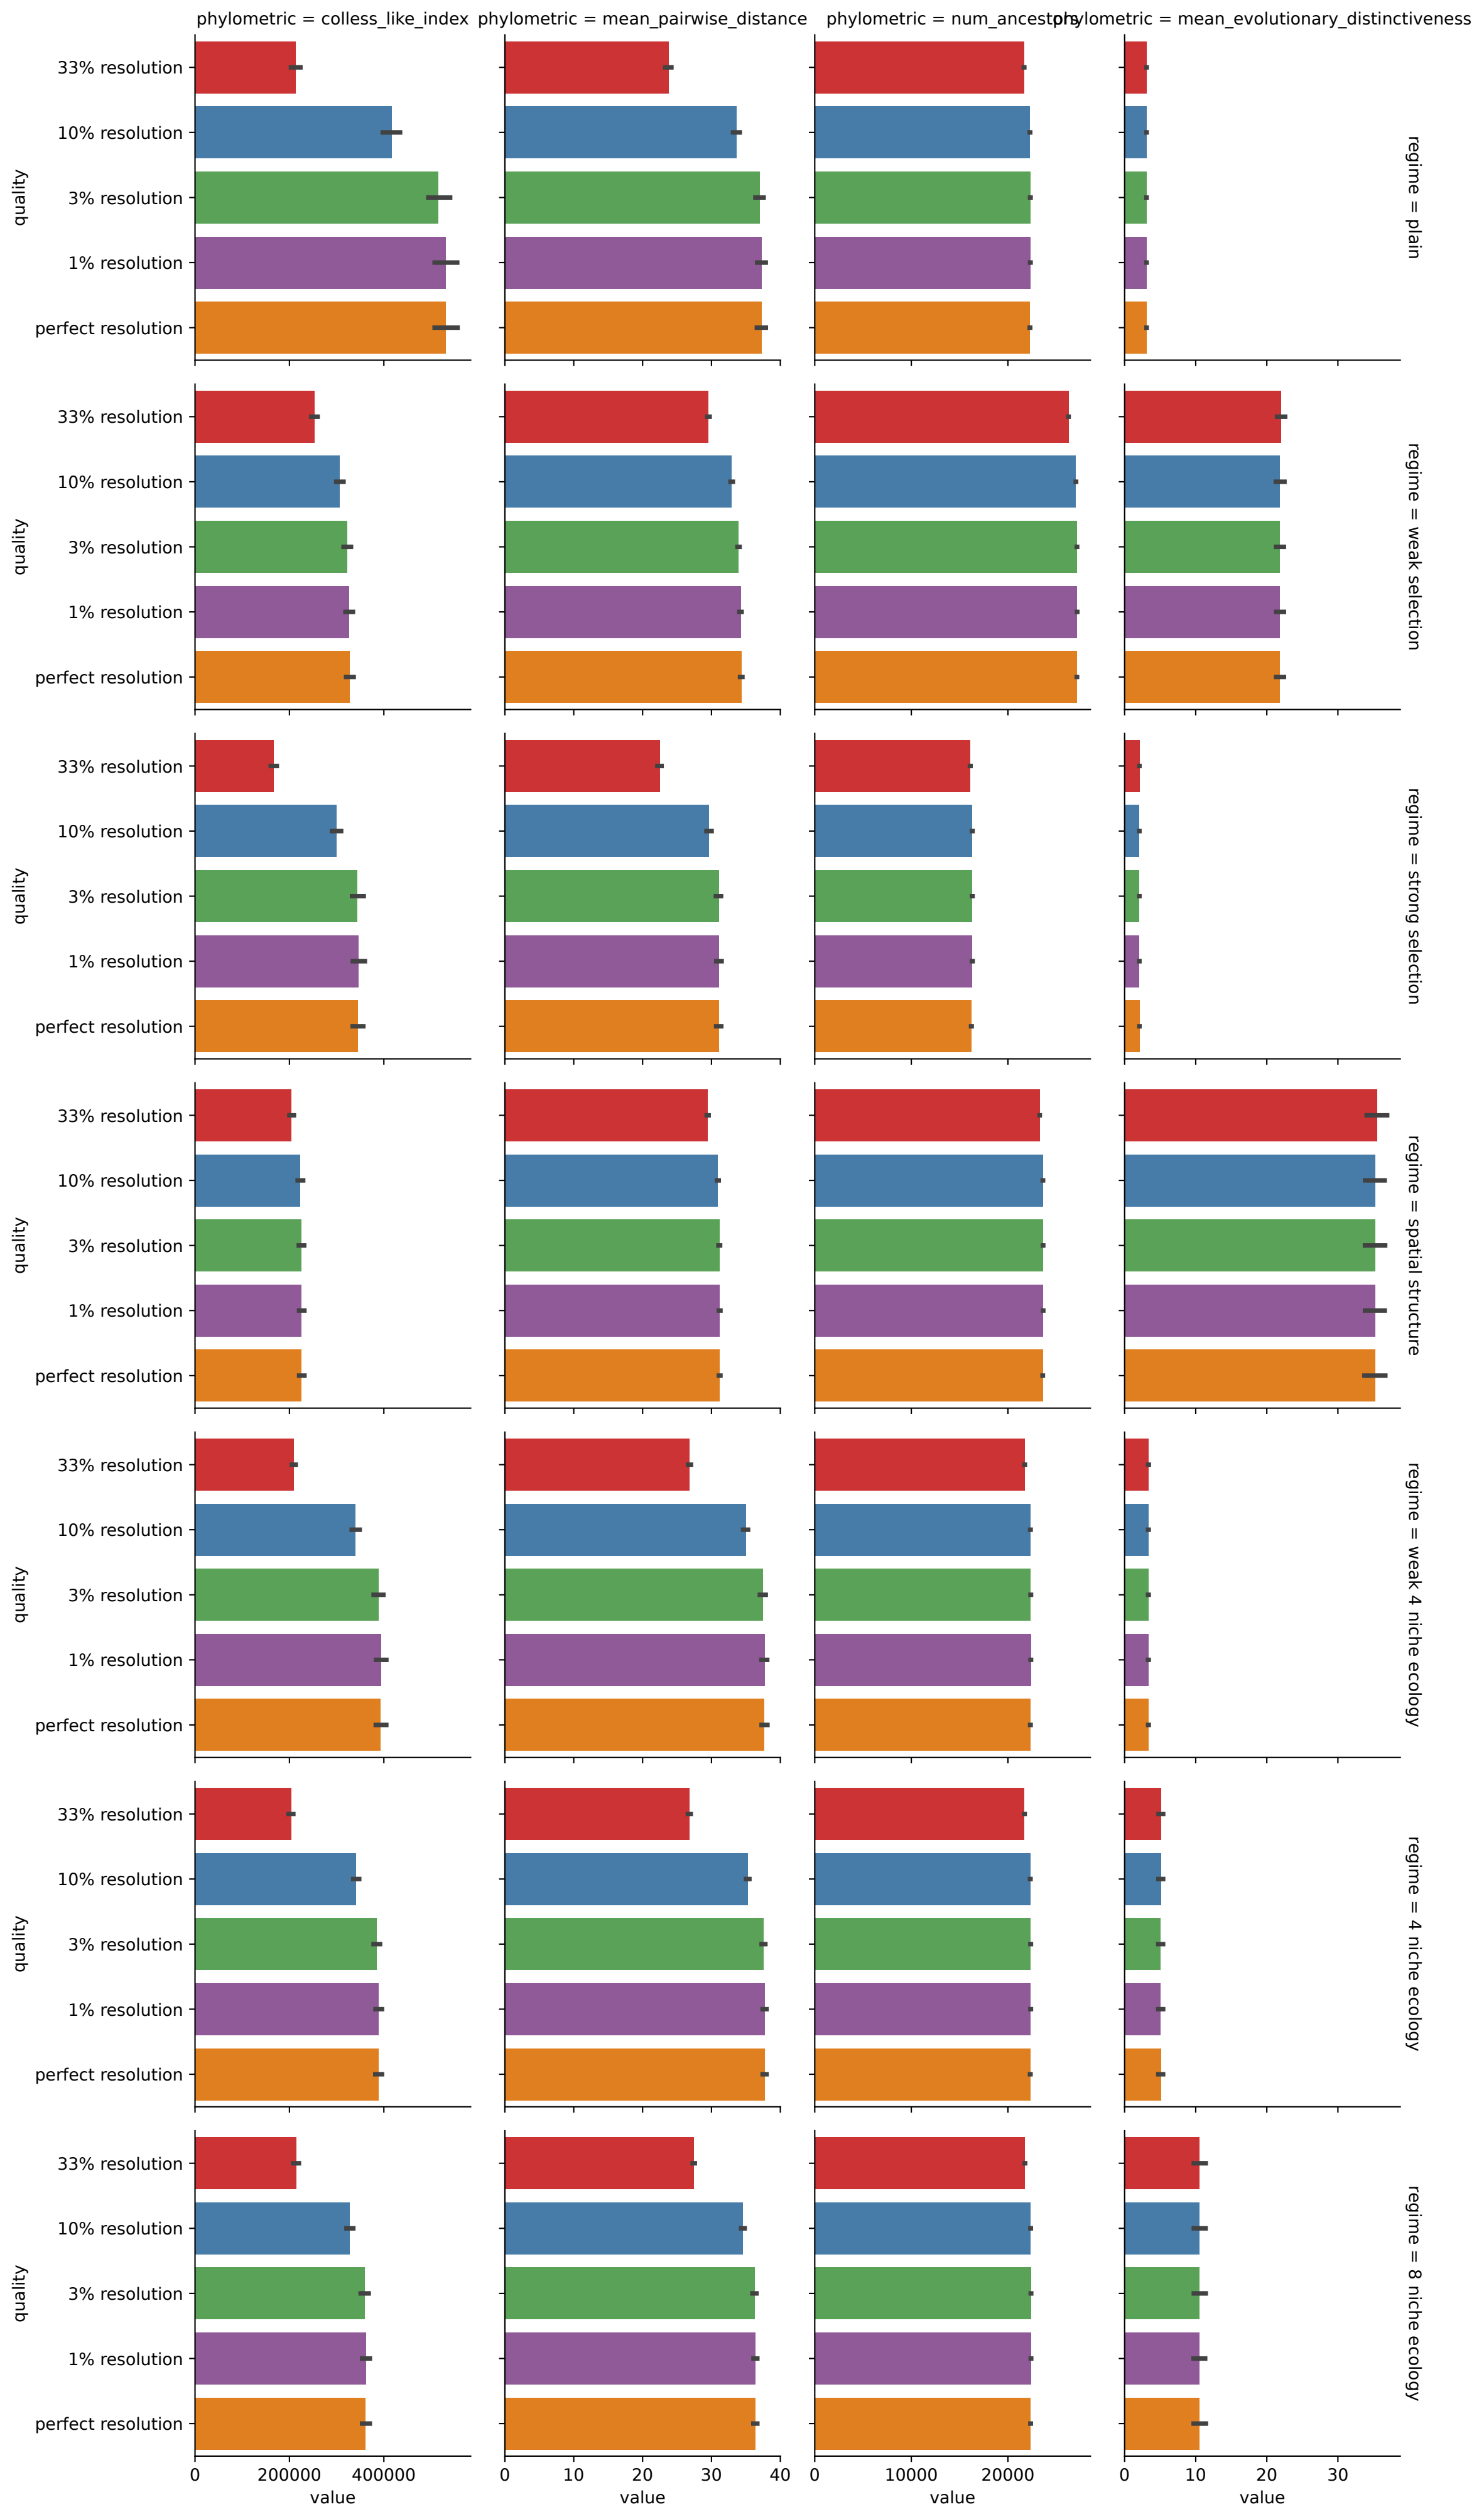 phylometric = colless_like_index
phylometric = mean_pairwise_distance
phylometric = num_ancestors
phylometric = mean_evolutionary_distinctiveness
33% resolution
10% resolution
3% resolution
1% resolution
perfect resolution
quality
regime = plain
33% resolution
10% resolution
3% resolution
1% resolution
perfect resolution
quality
regime = weak selection
33% resolution
10% resolution
3% resolution
1% resolution
perfect resolution
quality
regime = strong selection
33% resolution
10% resolution
3% resolution
1% resolution
perfect resolution
quality
regime = spatial structure
33% resolution
10% resolution
3% resolution
1% resolution
perfect resolution
quality
regime = weak 4 niche ecology
33% resolution
10% resolution
3% resolution
1% resolution
perfect resolution
quality
regime = 4 niche ecology
33% resolution
10% resolution
3% resolution
1% resolution
perfect resolution
quality
regime = 8 niche ecology
0 200000 400000
0 10 20 30 40
0 10000 20000
0 10 20 30
value
value
value
value